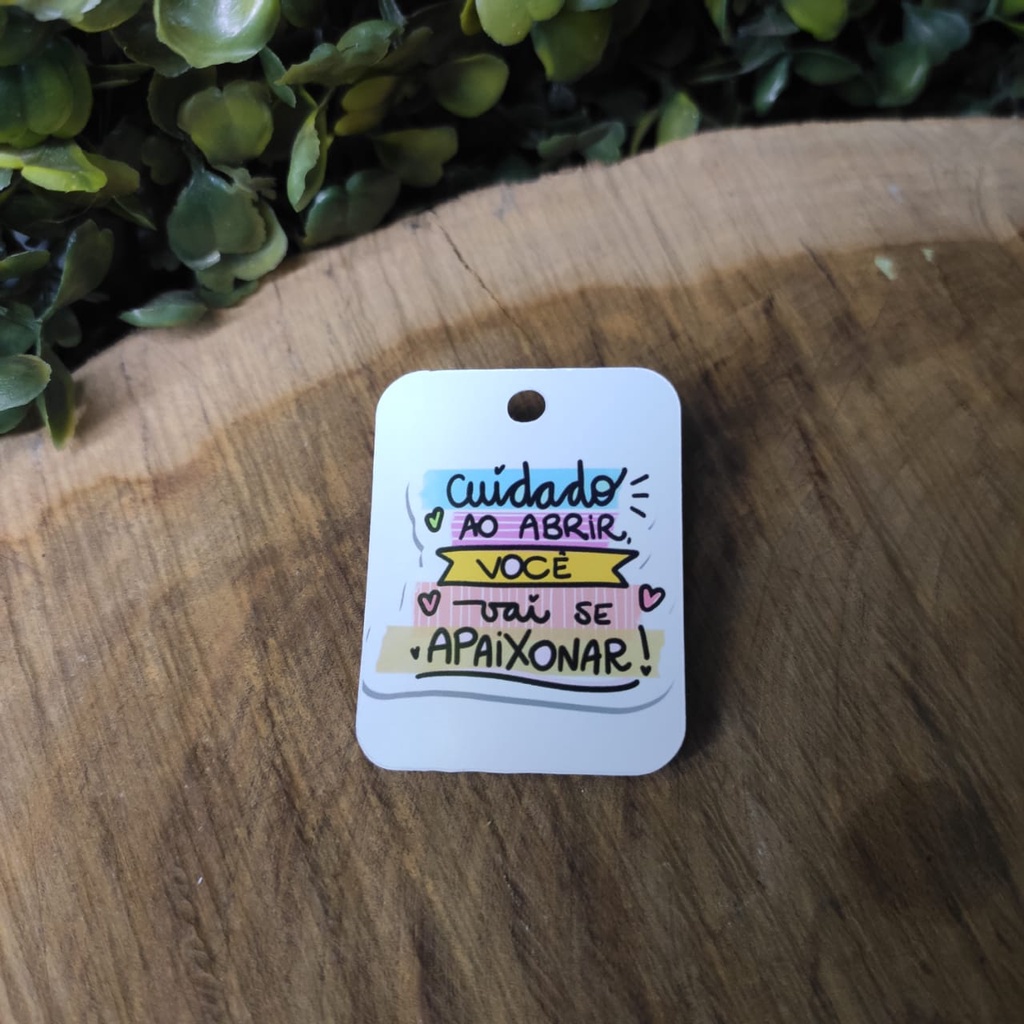 cuidado
AO ABRIR,
VOCÊ
vai SE
APAIXONAR!